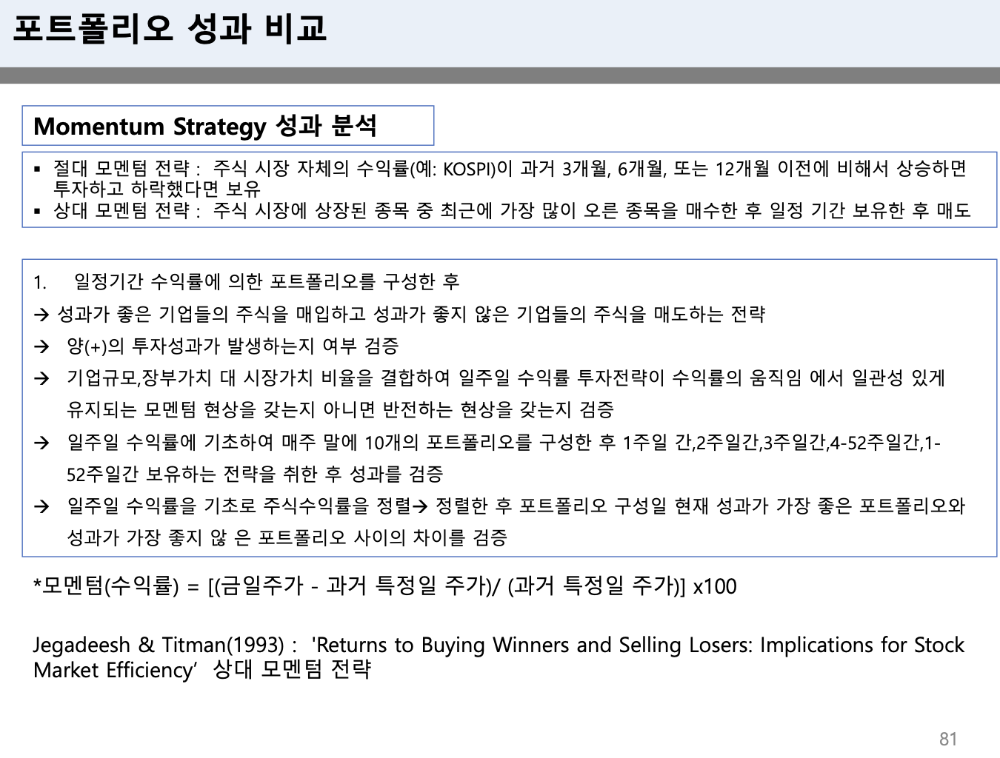 포트폴리오 성과 비교
Momentum Strategy 성과 분석
▪ 절대 모멘텀 전략 : 주식 시장 자체의 수익률(예: KOSPI)이 과거 3개월, 6개월, 또는 12개월 이전에 비해서 상승하면
투자하고 하락했다면 보유
▪ 상대 모멘텀 전략 : 주식 시장에 상장된 종목 중 최근에 가장 많이 오른 종목을 매수한 후 일정 기간 보유한 후 매도
1. 일정기간 수익률에 의한 포트폴리오를 구성한 후
→ 성과가 좋은 기업들의 주식을 매입하고 성과가 좋지 않은 기업들의 주식을 매도하는 전략
→ 양(+)의 투자성과가 발생하는지 여부 검증
→ 기업규모,장부가치 대 시장가치 비율을 결합하여 일주일 수익률 투자전략이 수익률의 움직임 에서 일관성 있게
유지되는 모멘텀 현상을 갖는지 아니면 반전하는 현상을 갖는지 검증
→ 일주일 수익률에 기초하여 매주 말에 10개의 포트폴리오를 구성한 후 1주일 간,2주일간,3주일간,4-52주일간,1-
52주일간 보유하는 전략을 취한 후 성과를 검증
→ 일주일 수익률을 기초로 주식수익률을 정렬→ 정렬한 후 포트폴리오 구성일 현재 성과가 가장 좋은 포트폴리오와
성과가 가장 좋지 않 은 포트폴리오 사이의 차이를 검증
*모멘텀(수익률) = [(금일주가 - 과거 특정일 주가)/ (과거 특정일 주가)] x100
Jegadeesh & Titman(1993) : 'Returns to Buying Winners and Selling Losers: Implications for Stock
Market Efficiency’ 상대 모멘텀 전략
81